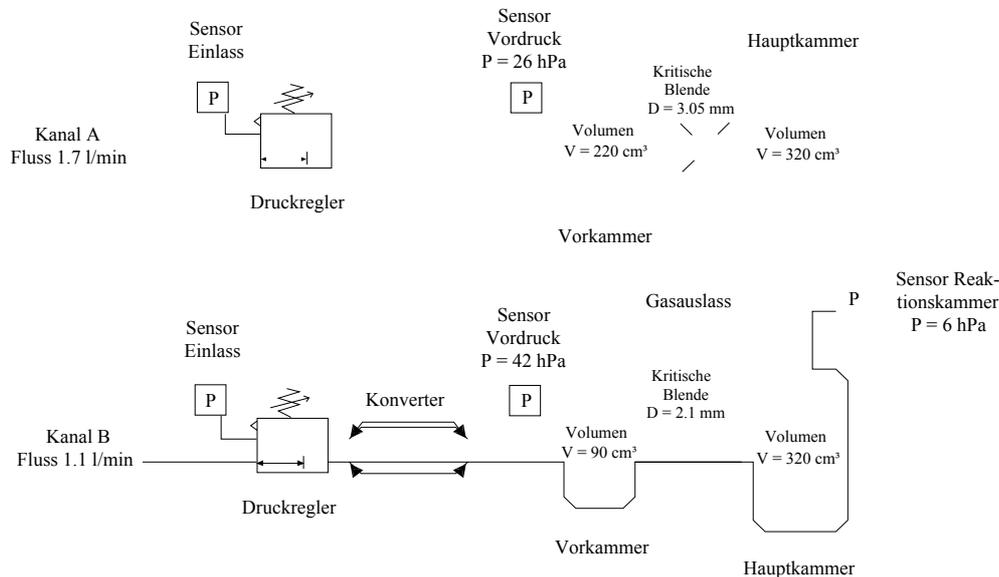 Sensor
Einlass
P
Kanal A
Fluss 1.7 l/min
Druckregler
Sensor
Vordruck
P = 26 hPa
P
Volumen
V = 220 cm³
Kritische
Blende
D = 3.05 mm
Hauptkammer
Volumen
V = 320 cm³
Vorkammer
Sensor
Einlass
P
Kanal B
Fluss 1.1 l/min
Druckregler
Konverter
Sensor
Vordruck
P = 42 hPa
P
Volumen
V = 90 cm³
Vorkammer
Gasauslass
Kritische
Blende
D = 2.1 mm
Volumen
V = 320 cm³
Hauptkammer
P
Sensor Reak-
tionskammer
P = 6 hPa